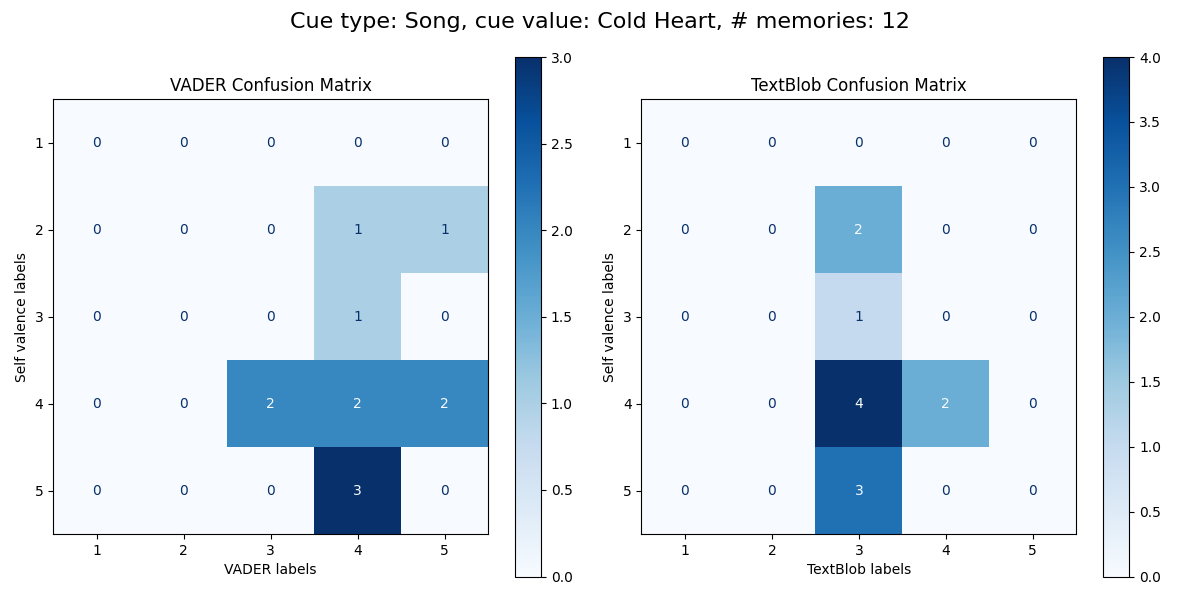 Cue type: Song, cue value: Cold Heart, # memories: 12
VADER Confusion Matrix
Self valence labels
1 0 0 0 0 0
2 0 0 0 1 1
3 0 0 0 1 0
4 0 0 2 2 2
5 0 0 0 3 0
1 2 3 4 5
VADER labels
3.0
2.5
2.0
1.5
1.0
0.5
0.0
TextBlob Confusion Matrix
Self valence labels
1 0 0 0 0 0
2 0 0 2 0 0
3 0 0 1 0 0
4 0 0 4 2 0
5 0 0 3 0 0
1 2 3 4 5
TextBlob labels
4.0
3.5
3.0
2.5
2.0
1.5
1.0
0.5
0.0